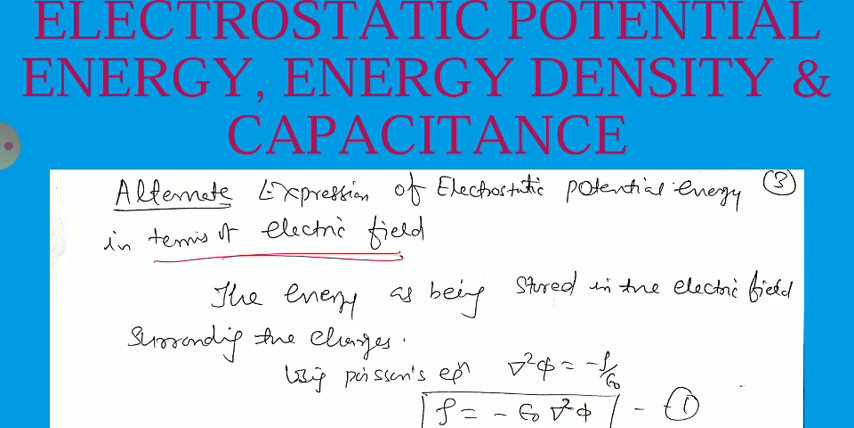 ELECTROSTATIC POTENTIAL
ENERGY, ENERGY DENSITY &
CAPACITANCE
Alternate Expression of Electrostatic potential energy ③
in terms of electric field
The energy as being stored in the electric field
surrounding the charges.
Using poisson's eqn ∇²φ = -ρ/ε₀
ρ = - ε₀ ∇²φ - ①